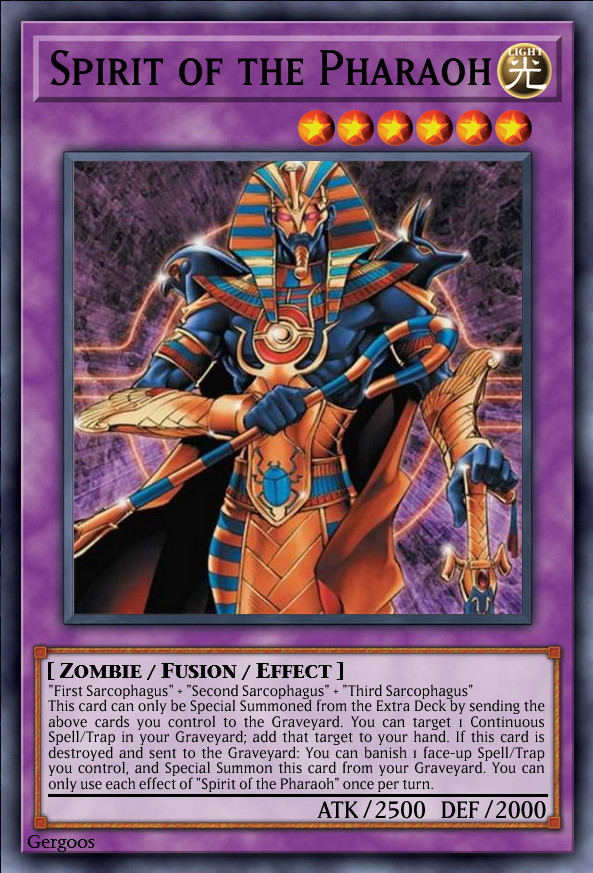 Spirit of the Pharaoh
LIGHT
光
[ Zombie / Fusion / Effect ]
"First Sarcophagus" + "Second Sarcophagus" + "Third Sarcophagus"
This card can only be Special Summoned from the Extra Deck by sending the
above cards you control to the Graveyard. You can target 1 Continuous
Spell/Trap in your Graveyard; add that target to your hand. If this card is
destroyed and sent to the Graveyard: You can banish 1 face-up Spell/Trap
you control, and Special Summon this card from your Graveyard. You can
only use each effect of "Spirit of the Pharaoh" once per turn.
ATK/2500 DEF/2000
Gergoos